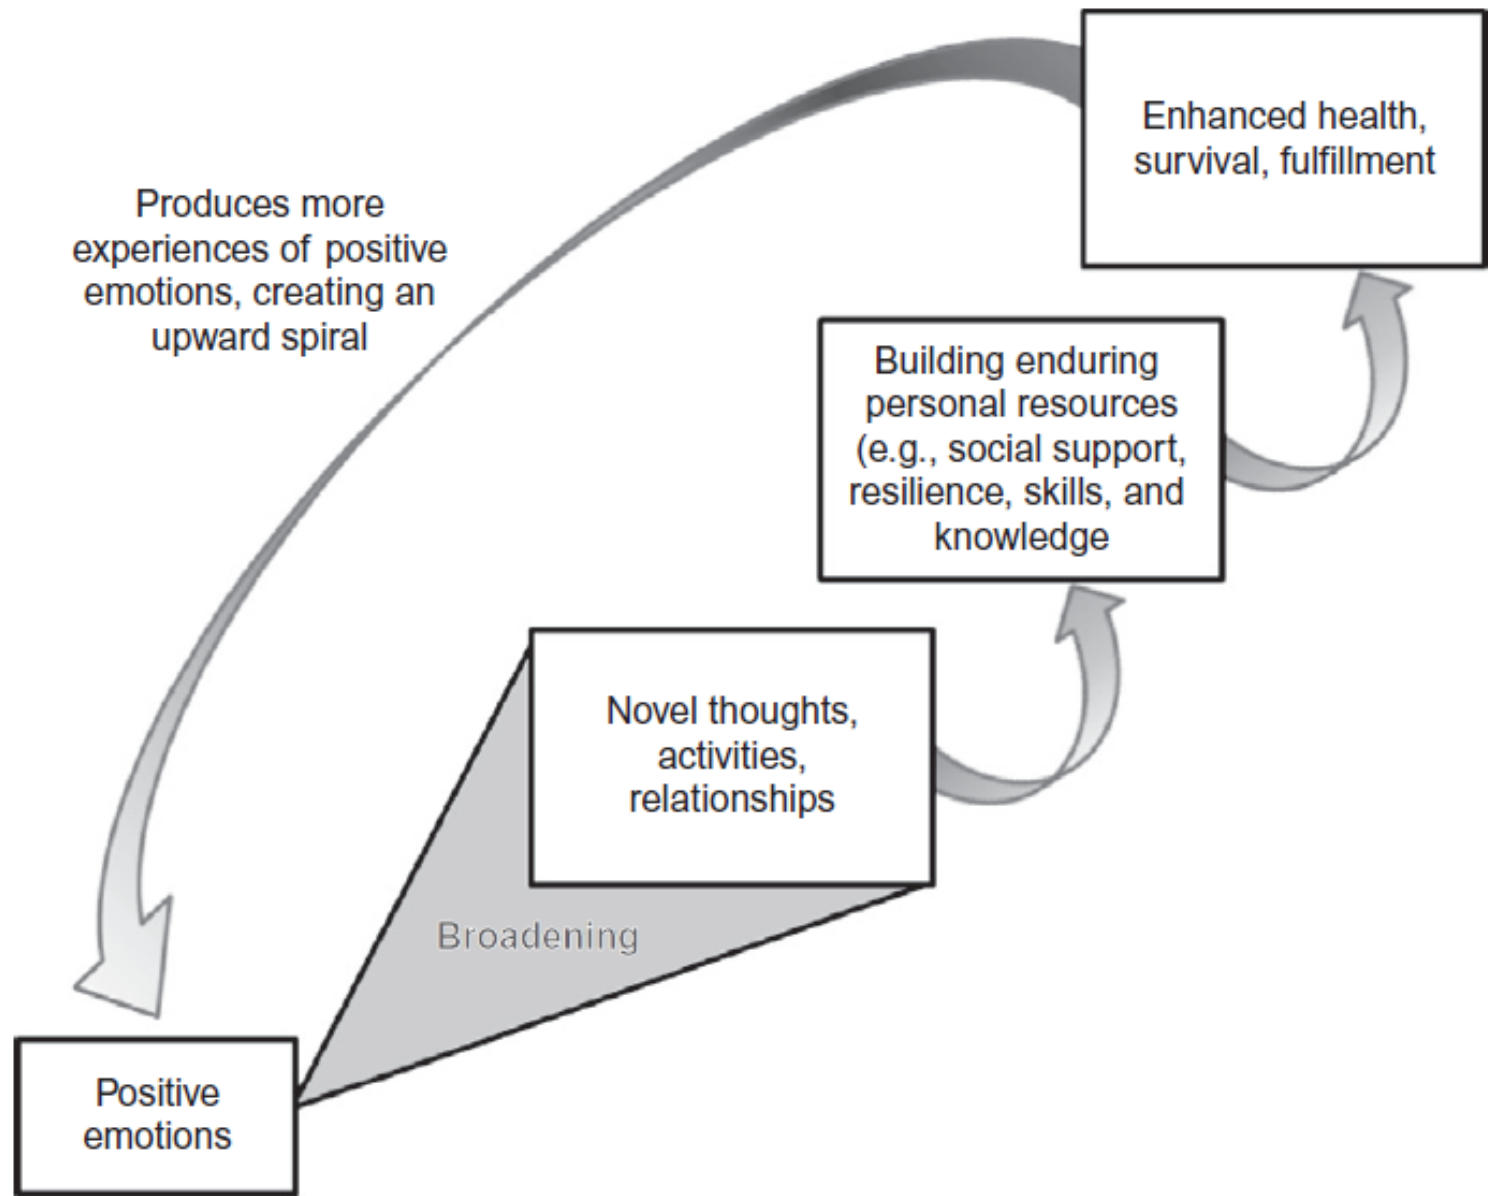 Enhanced health,
survival, fulfillment
Produces more
experiences of positive
emotions, creating an
upward spiral
Building enduring
personal resources
(e.g., social support,
resilience, skills, and
knowledge
Novel thoughts,
activities,
relationships
Broadening
Positive
emotions